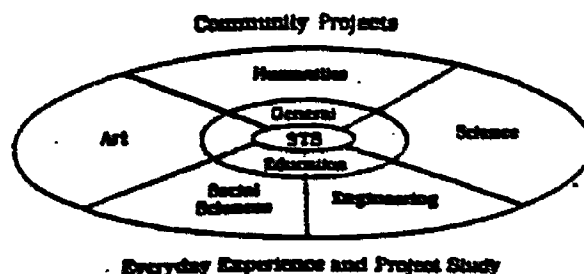 Community Projects
Humanities
General
Art
STS
Science
Education
Social
Sciences
Engineering
Everyday Experience and Project Study